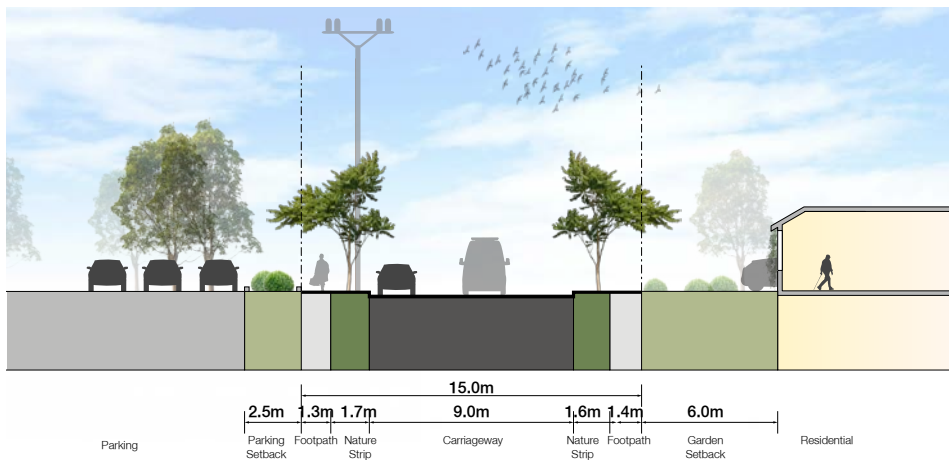 15.0m
2.5m 1.3m 1.7m 9.0m 1.6m 1.4m 6.0m
Parking
Parking Setback
Footpath
Nature Strip
Carriageway
Nature Strip
Footpath
Garden Setback
Residential